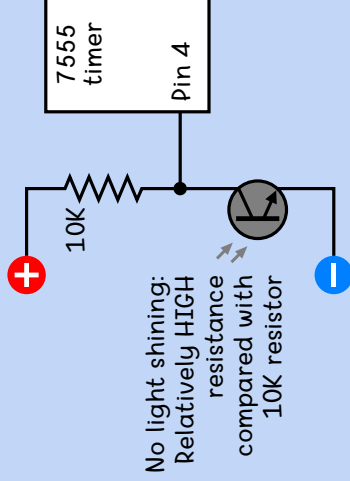 7555
timer
Pin 4
10K
+
No light shining:
Relatively HIGH
resistance
compared with
10K resistor
−